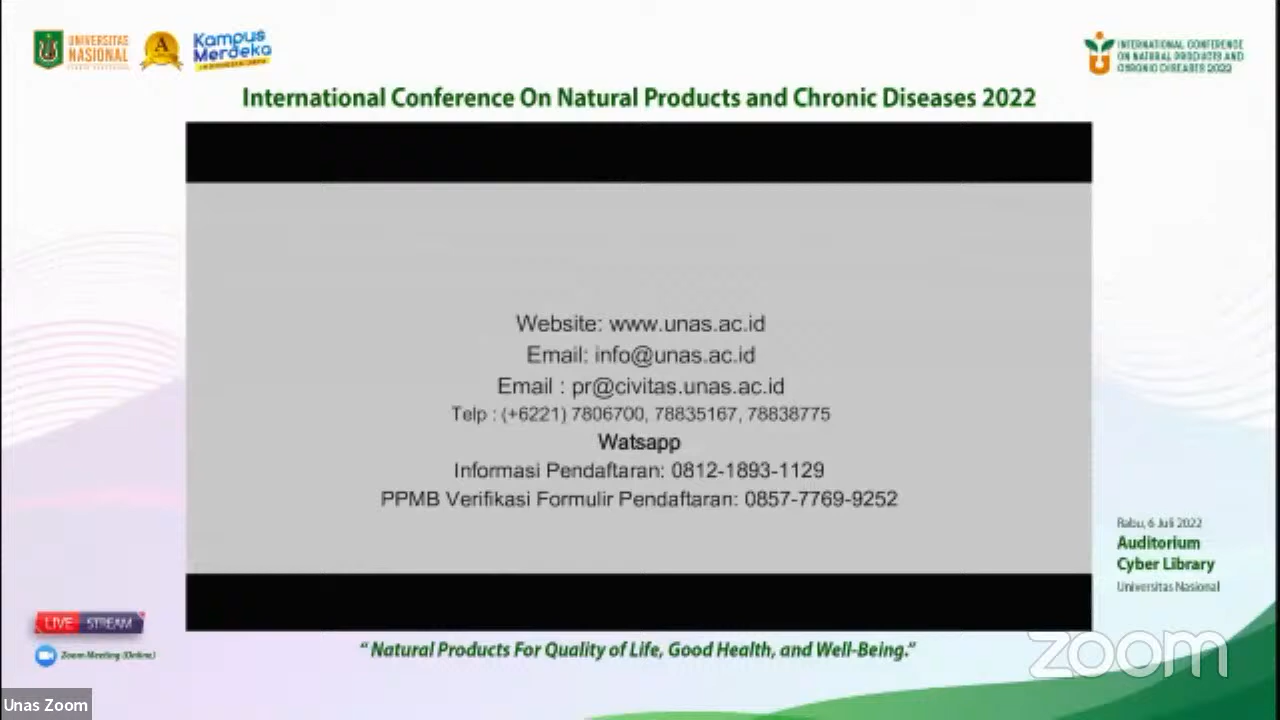 UNIVERSITAS
NASIONAL
A
Kampus
Merdeka
INTERNATIONAL CONFERENCE
ON NATURAL PRODUCTS AND
CHRONIC DISEASES 2022
International Conference On Natural Products and Chronic Diseases 2022
Website: www.unas.ac.id
Email: info@unas.ac.id
Email : pr@civitas.unas.ac.id
Telp : (+6221) 7806700, 78835167, 78838775
Watsapp
Informasi Pendaftaran: 0812-1893-1129
PPMB Verifikasi Formulir Pendaftaran: 0857-7769-9252
Rabu, 6 Juli 2022
Auditorium
Cyber Library
Universitas Nasional
LIVE STREAM
Zoom Meeting (Online)
“ Natural Products For Quality of Life, Good Health, and Well-Being.”
zoom
Unas Zoom